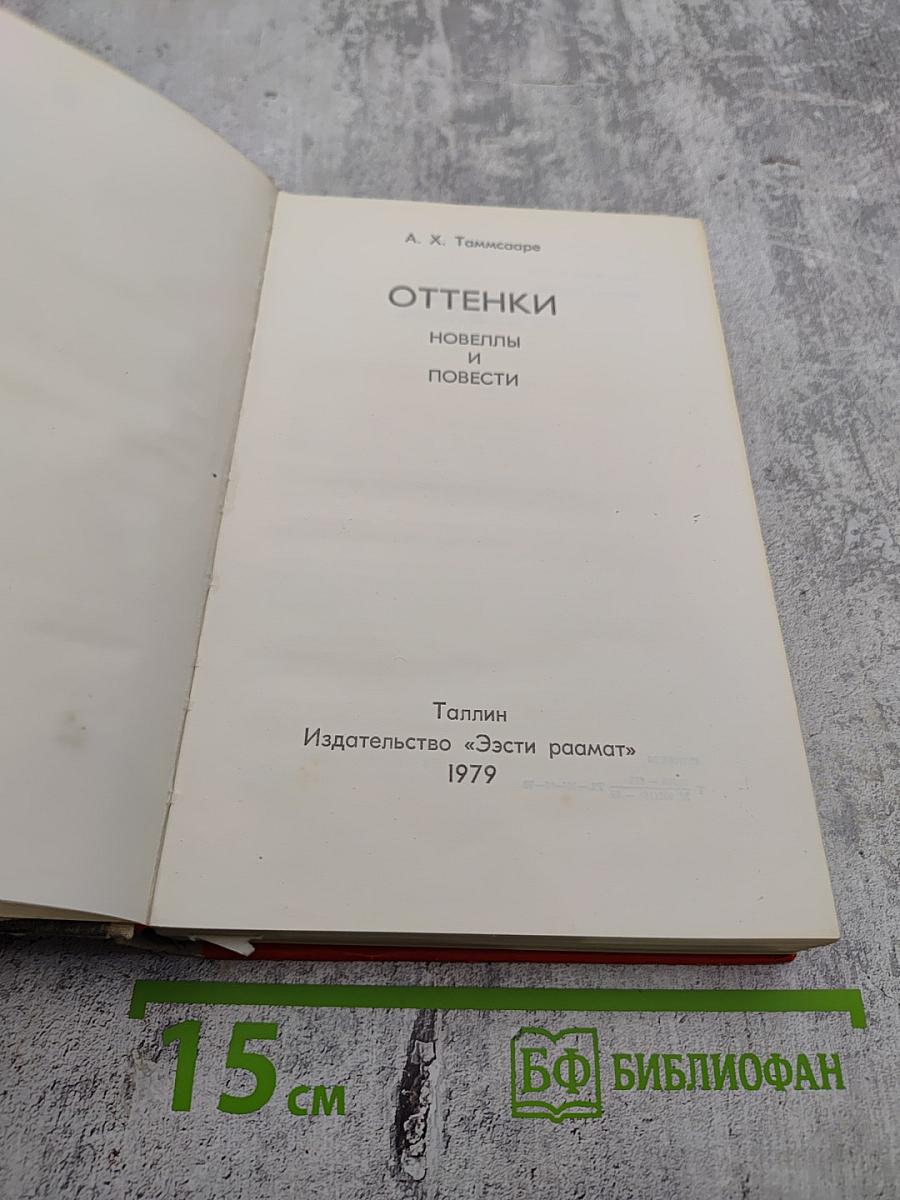 А. Х. Таммсааре
ОТТЕНКИ
НОВЕЛЛЫ
И
ПОВЕСТИ
Таллин
Издательство «Ээсти раамат»
1979
15 см
БФ БИБЛИОФАН